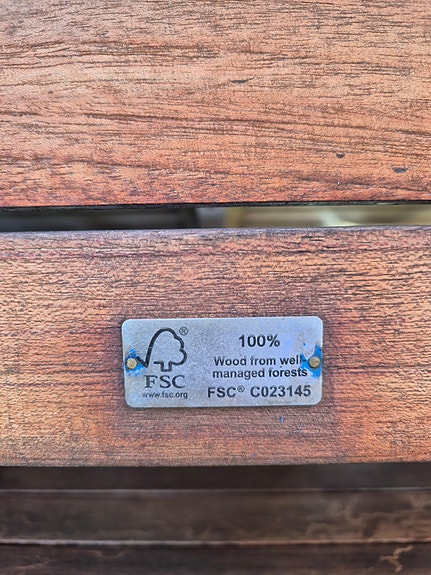 ®
FSC
www.fsc.org
100%
Wood from well-
managed forests
FSC® C023145